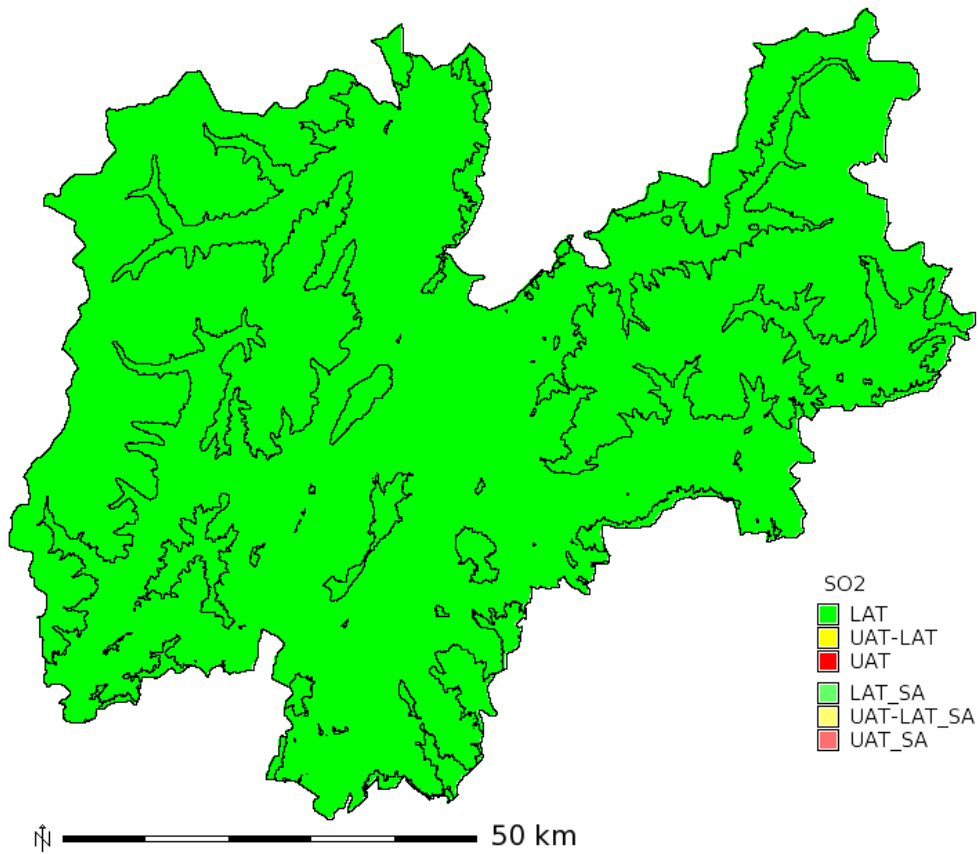 SO2
LAT
UAT-LAT
UAT
LAT_SA
UAT-LAT_SA
UAT_SA
N
50 km